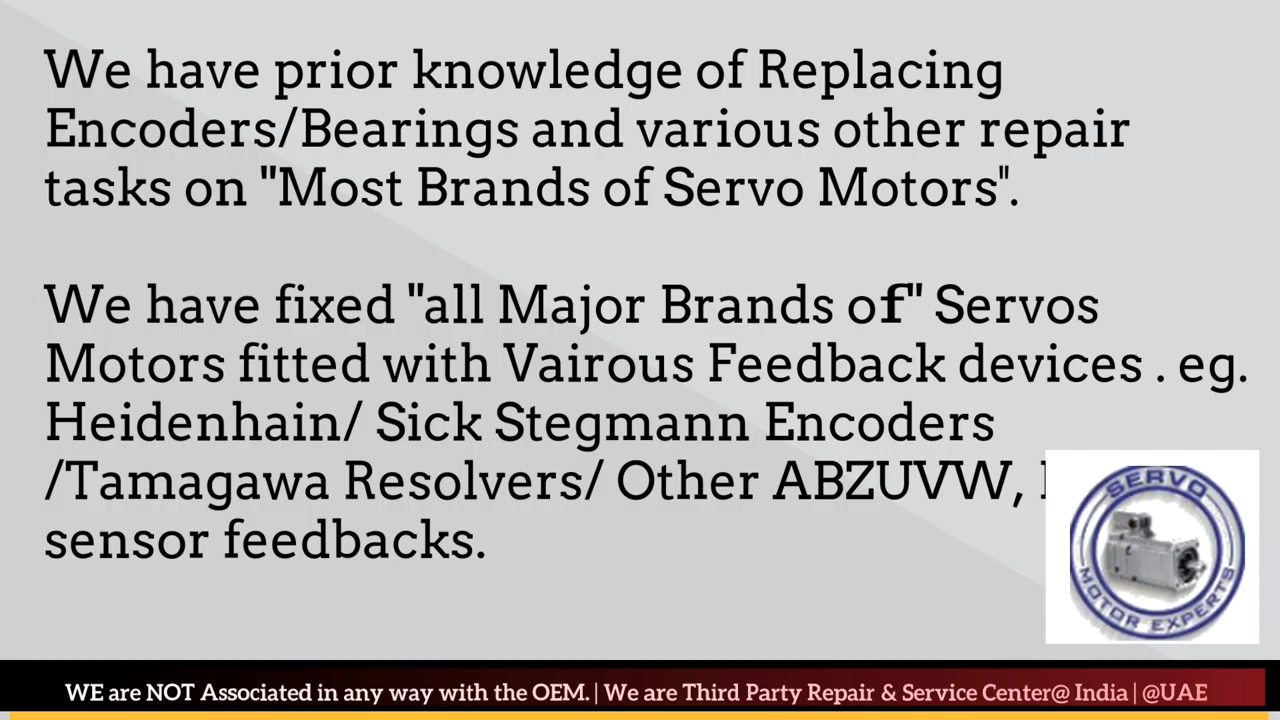 We have prior knowledge of Replacing
Encoders/Bearings and various other repair
tasks on "Most Brands of Servo Motors".
We have fixed "all Major Brands of" Servos
Motors fitted with Vairous Feedback devices . eg.
Heidenhain/ Sick Stegmann Encoders
/Tamagawa Resolvers/ Other ABZUVW,
sensor feedbacks.
SERVO
MOTOR EXPERTS
WE are NOT Associated in any way with the OEM. | We are Third Party Repair & Service Center@ India | @UAE